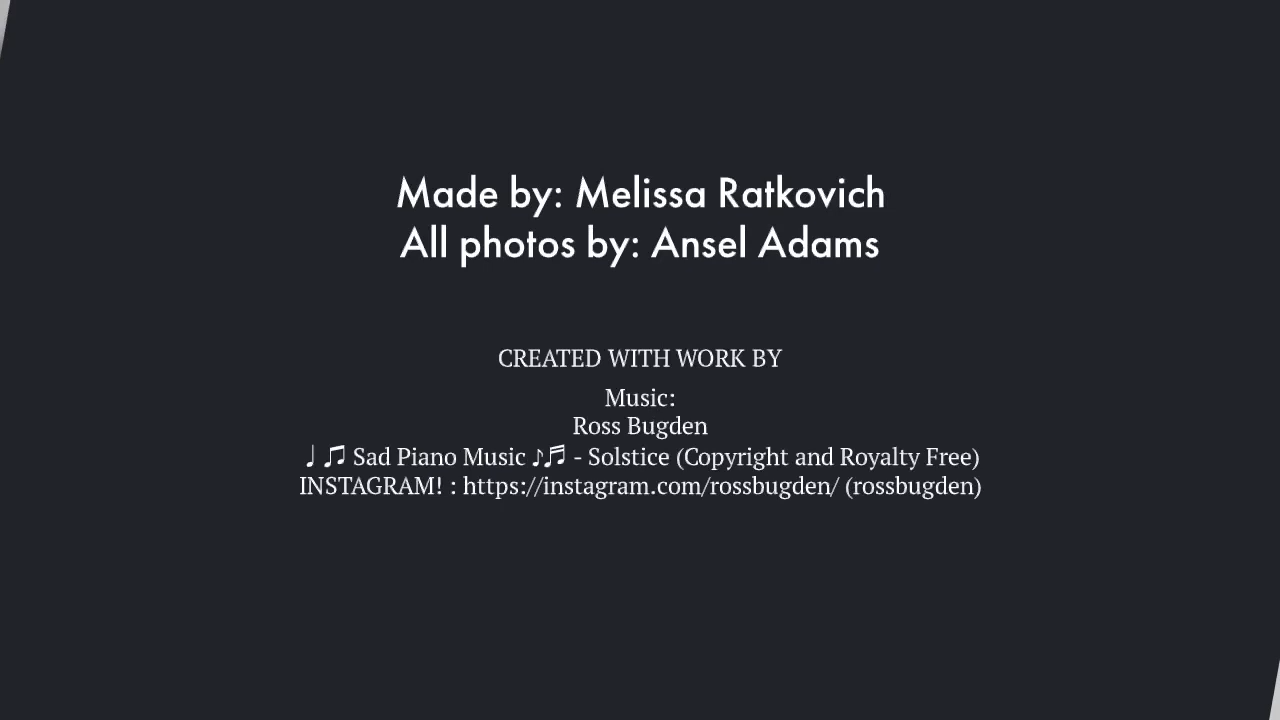 Made by: Melissa Ratkovich
All photos by: Ansel Adams
CREATED WITH WORK BY
Music:
Ross Bugden
♩ ♫ Sad Piano Music ♪♬ - Solstice (Copyright and Royalty Free)
INSTAGRAM! : https://instagram.com/rossbugden/ (rossbugden)